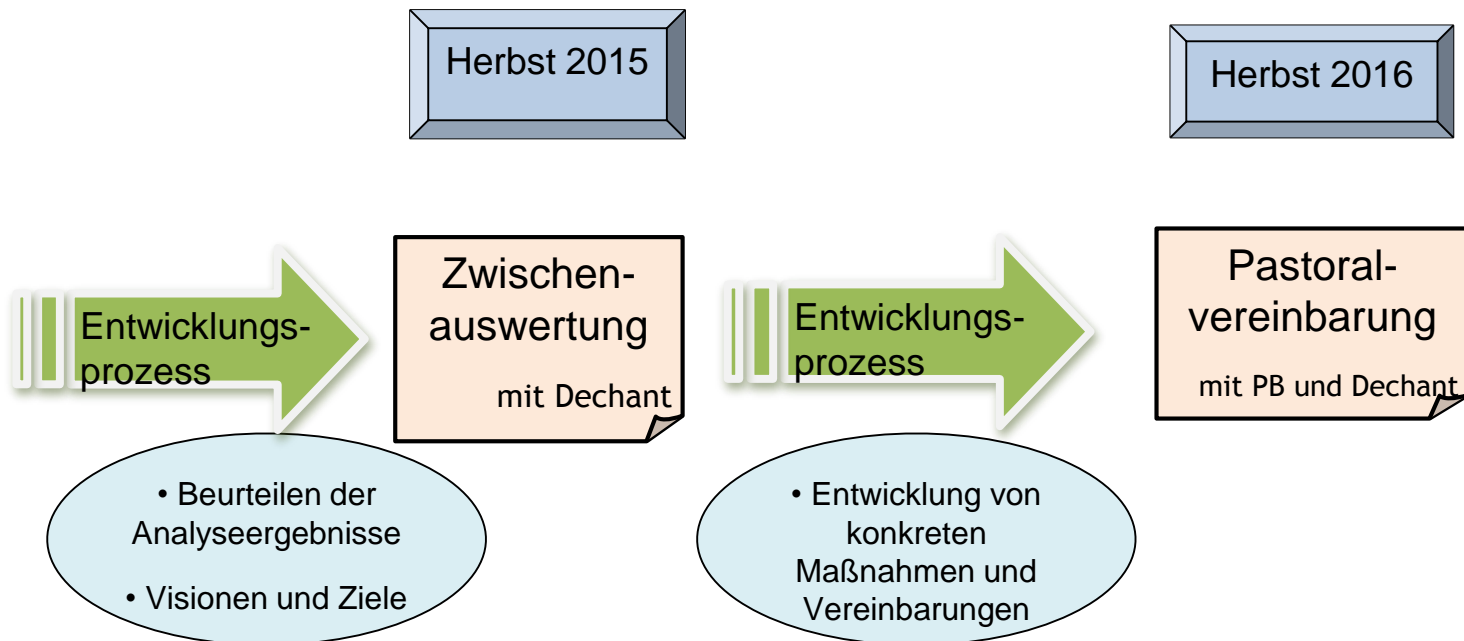 Herbst 2015
Herbst 2016
Entwicklungs-
prozess
Zwischen-
auswertung
mit Dechant
Entwicklungs-
prozess
Pastoral-
vereinbarung
mit PB und Dechant
• Beurteilen der
Analyseergebnisse
• Visionen und Ziele
• Entwicklung von
konkreten
Maßnahmen und
Vereinbarungen